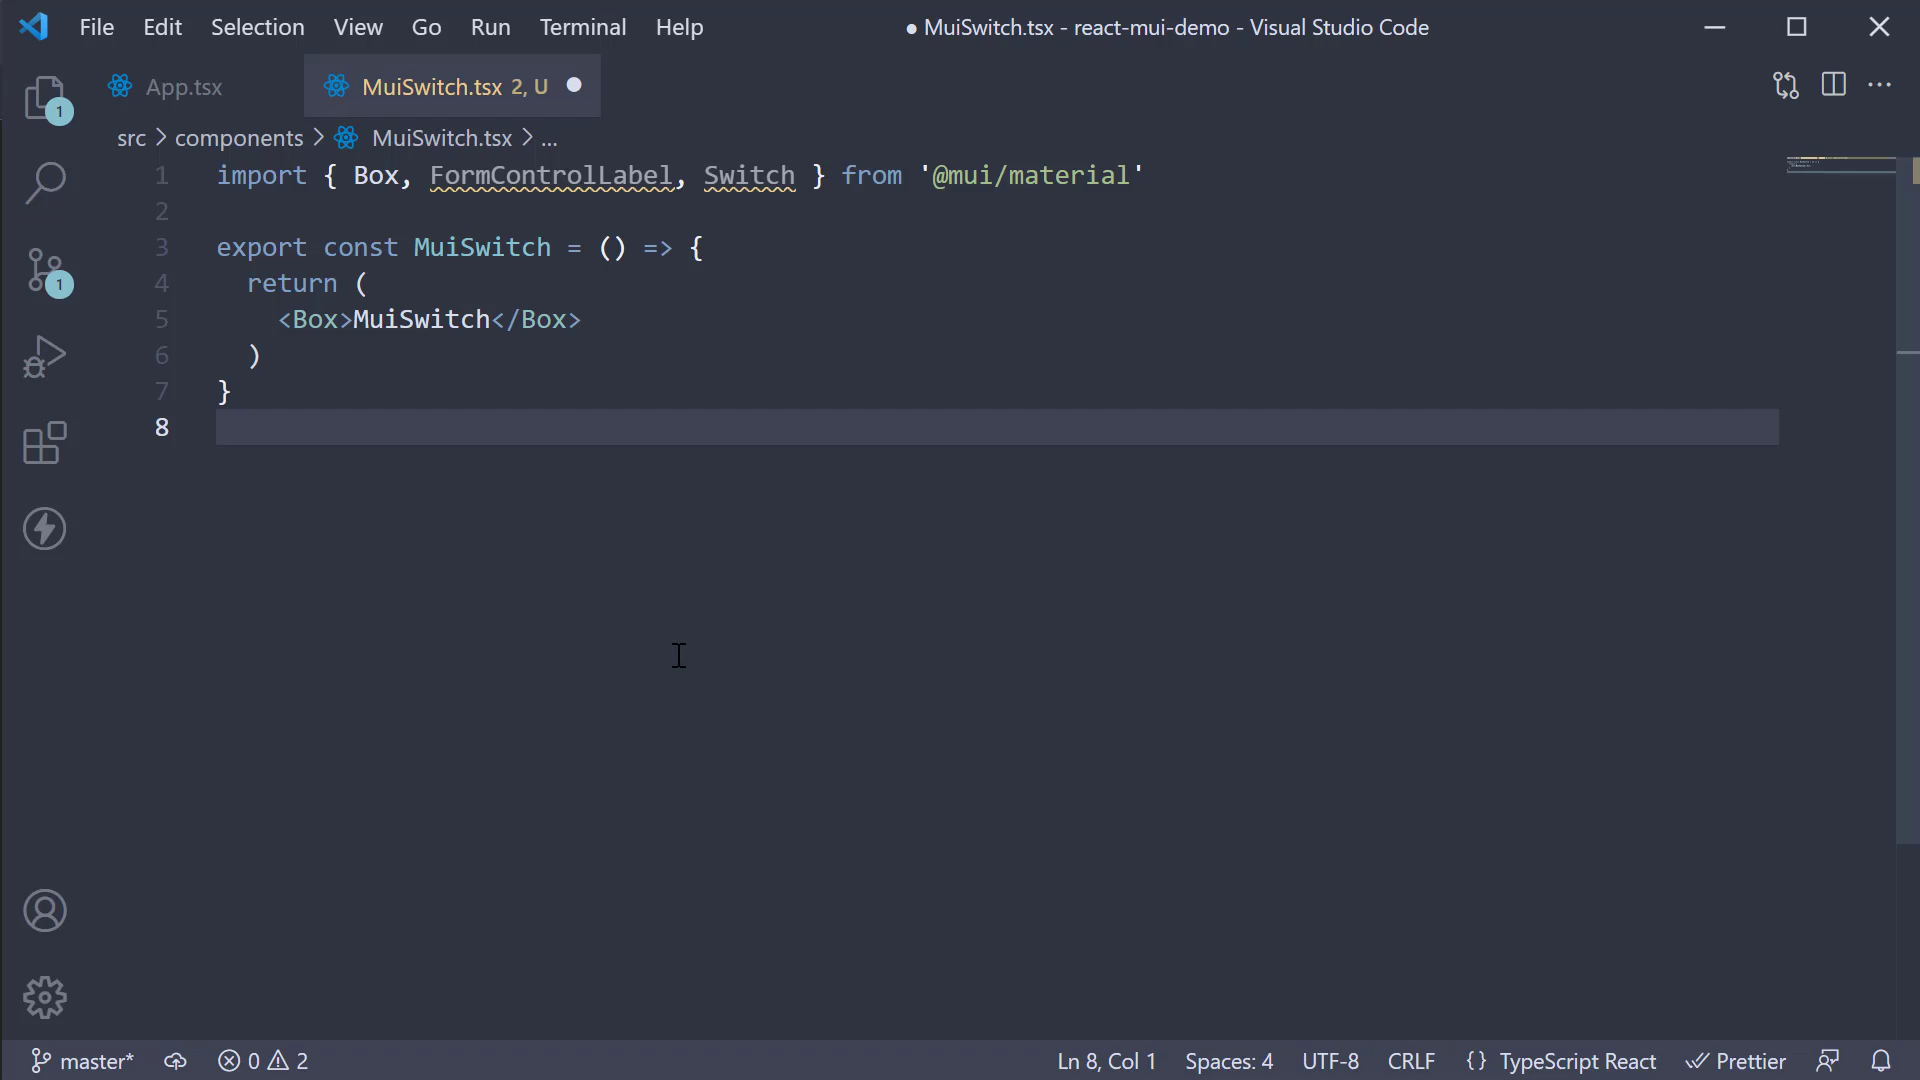 File Edit Selection View Go Run Terminal Help ● MuiSwitch.tsx - react-mui-demo - Visual Studio Code
App.tsx MuiSwitch.tsx 2, U
src > components > MuiSwitch.tsx > ...
1 import { Box, FormControlLabel, Switch } from '@mui/material'
2
3 export const MuiSwitch = () => {
4   return (
5     <Box>MuiSwitch</Box>
6   )
7 }
8
1
1
master* 0 2 Ln 8, Col 1 Spaces: 4 UTF-8 CRLF {} TypeScript React Prettier